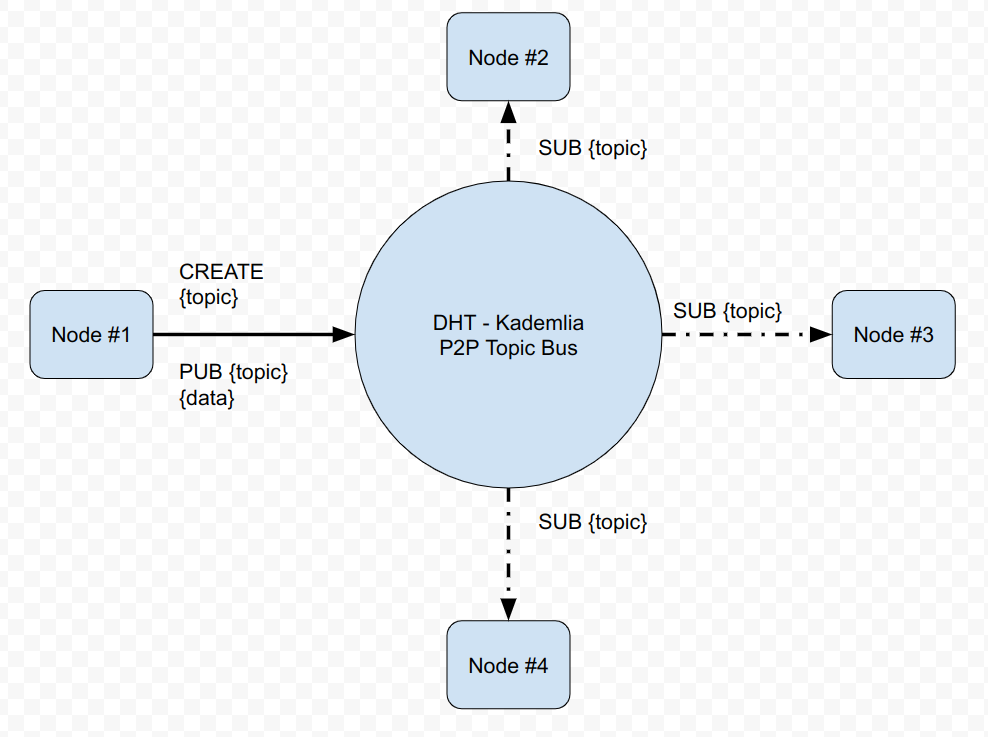 Node #2
SUB {topic}
CREATE
{topic}
Node #1
PUB {topic}
{data}
DHT - Kademlia
P2P Topic Bus
SUB {topic}
Node #3
SUB {topic}
Node #4